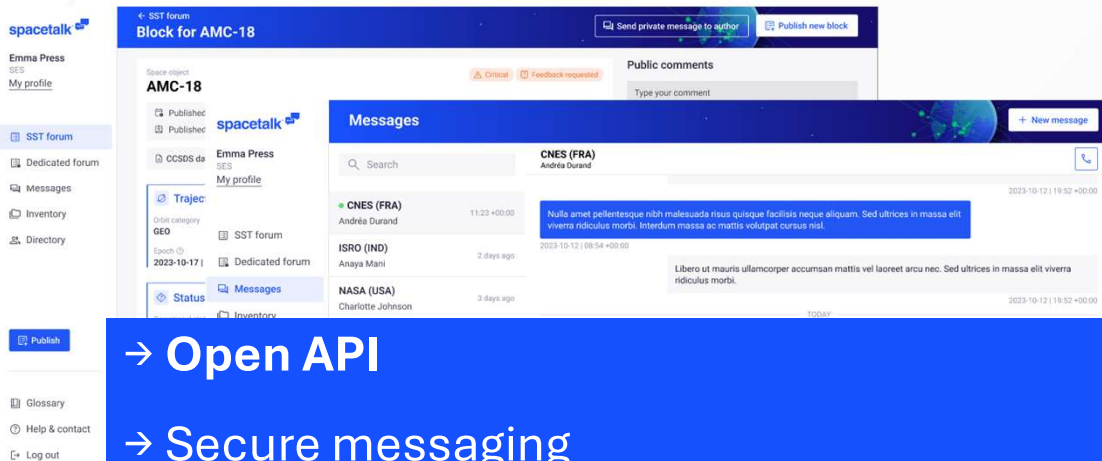 spacetalk
Emma Press
SES
My profile
SST forum
Dedicated forum
Messages
Inventory
Directory
Publish
Glossary
Help & contact
Log out
← SST forum
Block for AMC-18
Send private message to author
Publish new block
Space object
AMC-18
Critical
Feedback requested
Published
Published
CCSDS da
Trajec
Orbit category
GEO
Epoch
2023-10-17 |
Status
Public comments
Type your comment
spacetalk
Emma Press
SES
My profile
SST forum
Dedicated forum
Messages
Inventory
Messages
+ New message
Search
CNES (FRA)
Andréa Durand
11:23 +00:00
ISRO (IND)
Anaya Mani
2 days ago
NASA (USA)
Charlotte Johnson
3 days ago
CNES (FRA)
Andréa Durand
2023-10-12 | 19:52 +00:00
Nulla amet pellentesque nibh malesuada risus quisque facilisis neque aliquam. Sed ultrices in massa elit
viverra ridiculus morbi. Interdum massa ac mattis volutpat cursus nisl.
2023-10-12 | 08:54 +00:00
Libero ut mauris ullamcorper accumsan mattis vel laoreet arcu nec. Sed ultrices in massa elit viverra
ridiculus morbi.
2023-10-12 | 19:52 +00:00
TODAY
→ Open API
→ Secure messaging